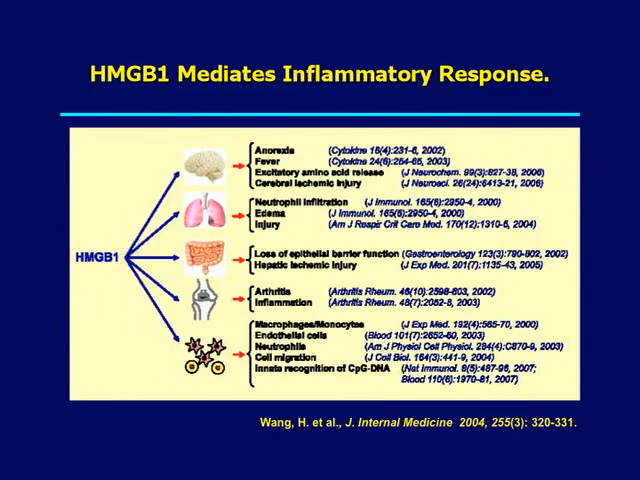 HMGB1 Mediates Inflammatory Response.
HMGB1
Anorexia (Cytokine 18(4):231-6, 2002)
Fever (Cytokine 24(6):254-65, 2003)
Excitatory amino acid release (J Neurochem. 99(3):827-38, 2006)
Cerebral ischemic injury (J Neurosci. 26(24):6413-21, 2006)
Neutrophil infiltration (J Immunol. 165(6):2950-4, 2000)
Edema (J Immunol. 165(6):2950-4, 2000)
Injury (Am J Respir Crit Care Med. 170(12):1310-6, 2004)
Loss of epithelial barrier function (Gastroenterology 123(3):790-802, 2002)
Hepatic ischemic injury (J Exp Med. 201(7):1135-43, 2005)
Arthritis (Arthritis Rheum. 46(10):2598-603, 2002)
Inflammation (Arthritis Rheum. 48(7):2052-8, 2003)
Macrophages/Monocytes (J Exp Med. 192(4):565-70, 2000)
Endothelial cells (Blood 101(7):2652-60, 2003)
Neutrophils (Am J Physiol Cell Physiol. 284(4):C870-9, 2003)
Cell migration (J Cell Biol. 164(3):441-9, 2004)
Innate recognition of CpG-DNA (Nat Immunol. 8(5):487-96, 2007;
Blood 110(6):1970-81, 2007)
Wang, H. et al., J. Internal Medicine 2004, 255(3): 320-331.